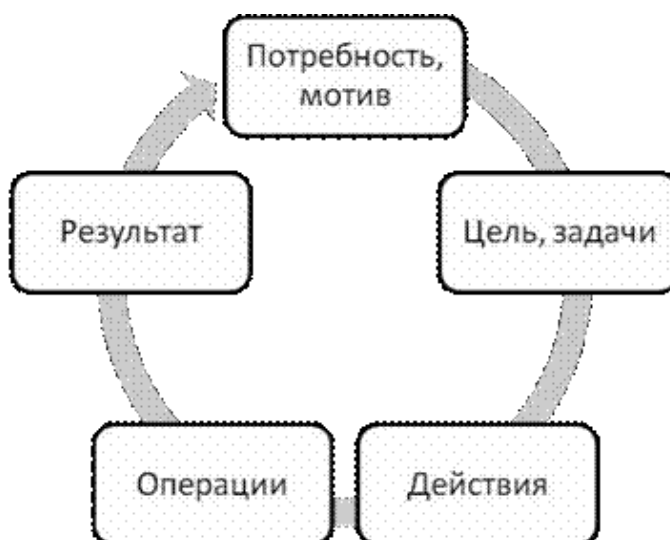 Потребность,
мотив
Цель, задачи
Действия
Операции
Результат